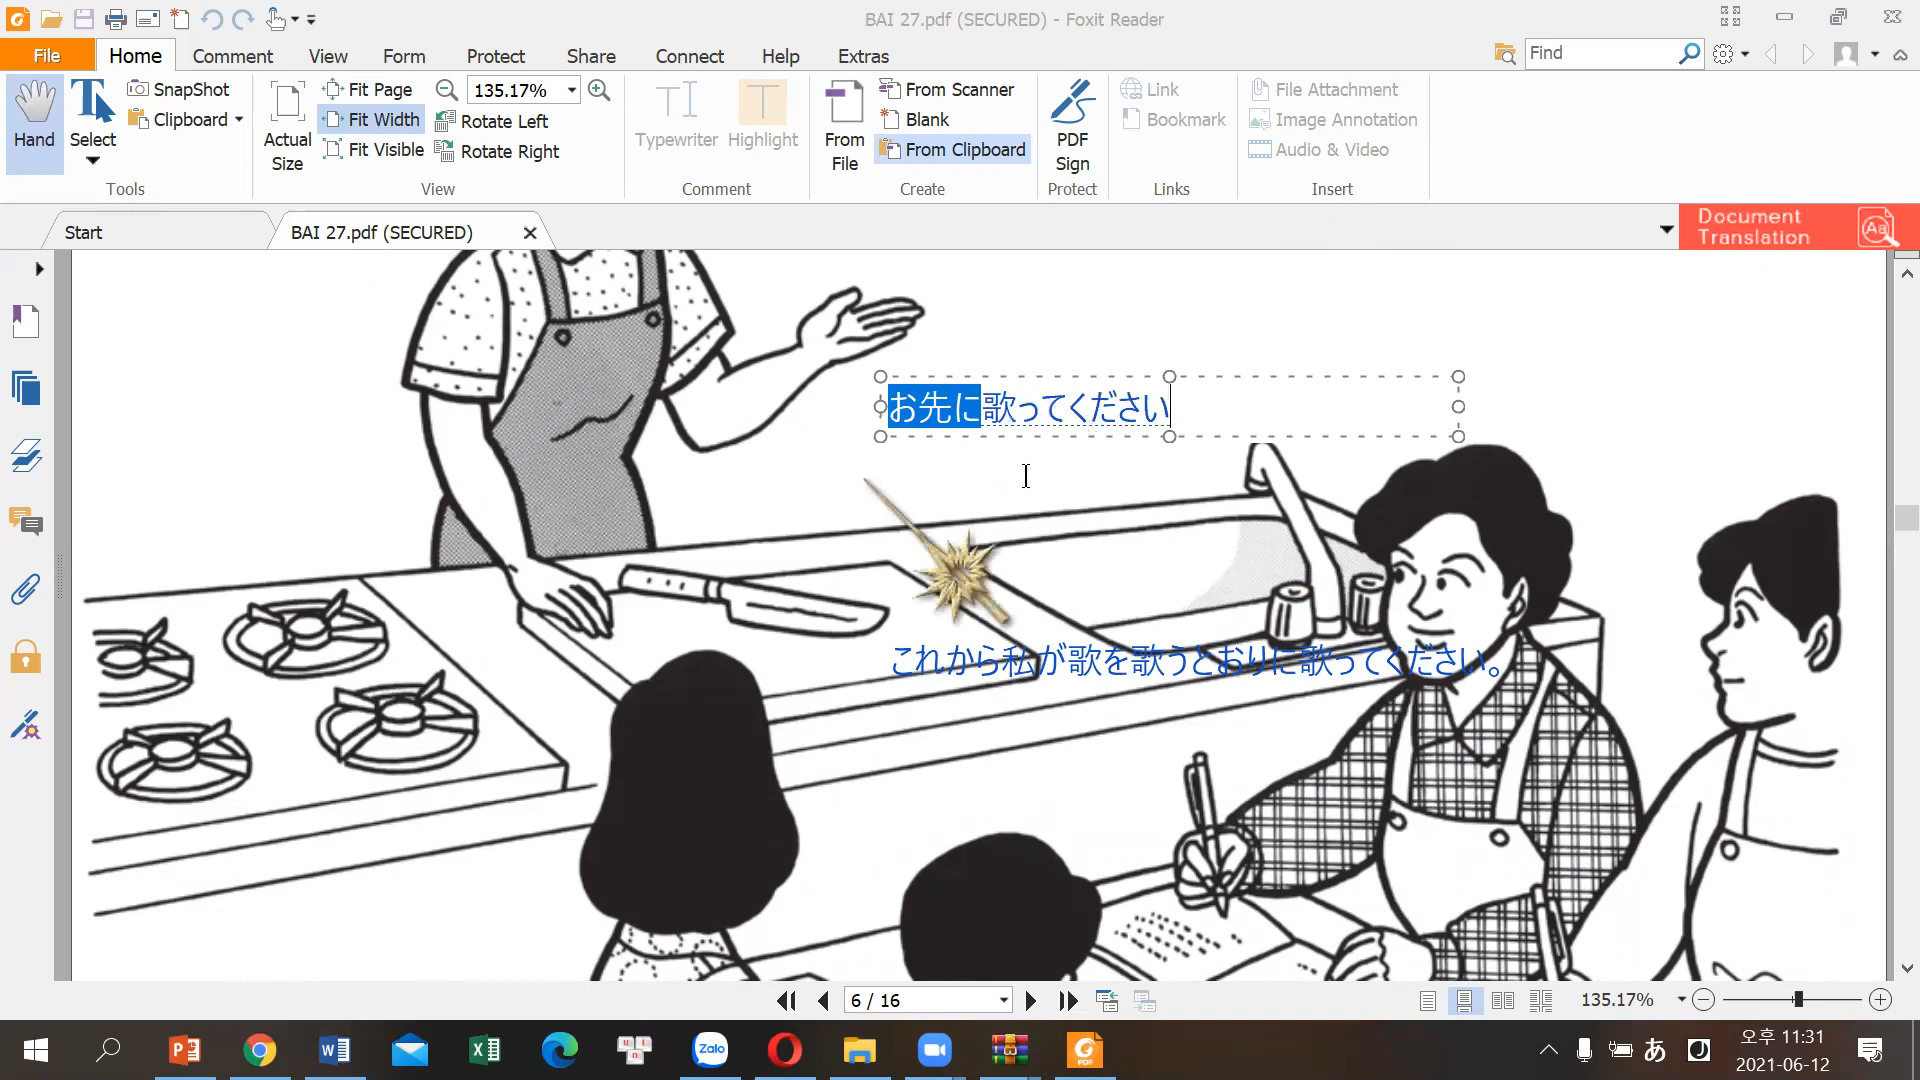 BAI 27.pdf (SECURED) - Foxit Reader
File Home Comment View Form Protect Share Connect Help Extras
Find
Hand
Select
SnapShot
Clipboard
Tools
Actual Size
Fit Page
Fit Width
Fit Visible
135.17%
Rotate Left
Rotate Right
View
Typewriter
Highlight
Comment
From File
From Scanner
Blank
From Clipboard
Create
PDF Sign
Protect
Link
Bookmark
Links
File Attachment
Image Annotation
Audio & Video
Insert
Start
BAI 27.pdf (SECURED)
Document Translation
お先に歌ってください
これから私が歌を歌うとおりに歌ってください。
6 / 16
135.17%
Zalo
あ
오후 11:31
2021-06-12